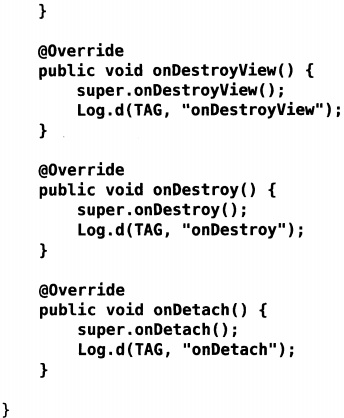 }
@Override
public void onDestroyView() {
super.onDestroyView();
Log.d(TAG, "onDestroyView");
}
@Override
public void onDestroy() {
super.onDestroy();
Log.d(TAG, "onDestroy");
}
@Override
public void onDetach() {
super.onDetach();
Log.d(TAG, "onDetach");
}
}